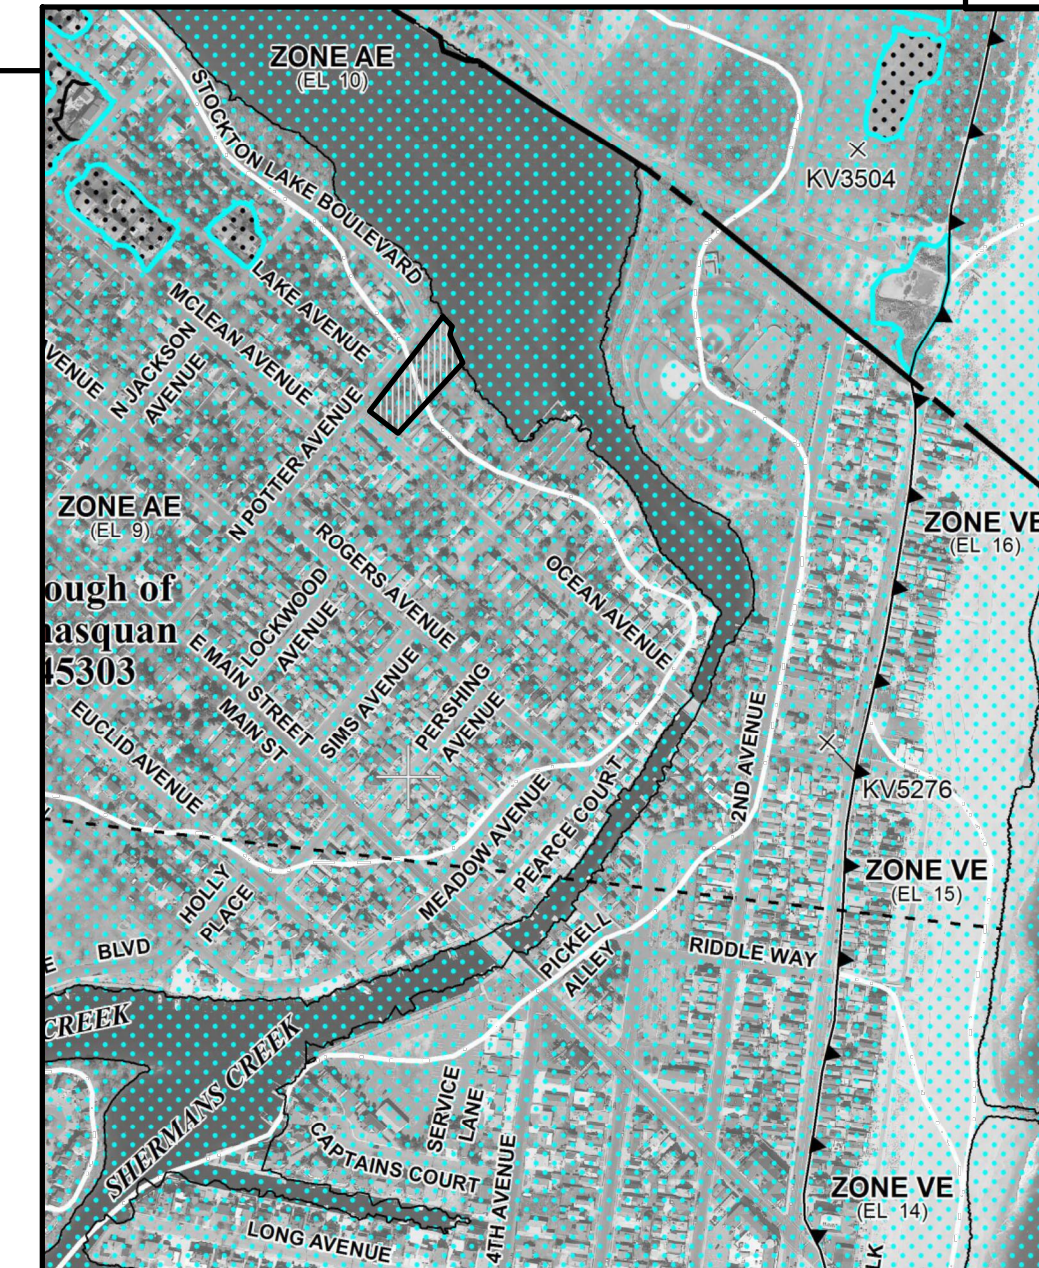 ZONE AE
(EL 10)
STOCKTON LAKE BOULEVARD
KV3504
LAKE AVENUE
MCLEAN AVENUE
N JACKSON
AVENUE
VENUE
N POTTER AVENUE
ZONE AE
(EL 9)
ZONE VE
(EL 16)
ough of
nasquan
45303
ROGERS AVENUE
OCEAN AVENUE
LOCKWOOD
AVENUE
E MAIN STREET
MAIN ST
SIMS AVENUE
PERSHING
AVENUE
EUCLID AVENUE
2ND AVENUE
KV5276
MEADOW AVENUE
PEARCE COURT
ZONE VE
(EL 15)
HOLLY
PLACE
PICKELL
ALLEY
RIDDLE WAY
E BLVD
CREEK
SHERMANS CREEK
SERVICE
LANE
CAPTAINS COURT
4TH AVENUE
ZONE VE
(EL 14)
LONG AVENUE
LK